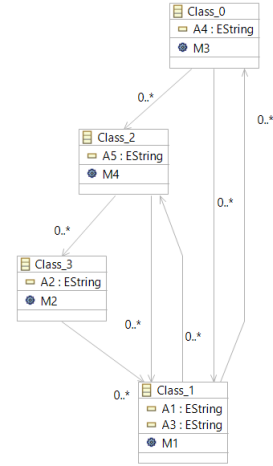 Class_0
A4 : EString
M3
0..*
0..*
Class_2
A5 : EString
M4
0..*
0..*
Class_3
A2 : EString
M2
0..*
0..*
0..*
Class_1
A1 : EString
A3 : EString
M1